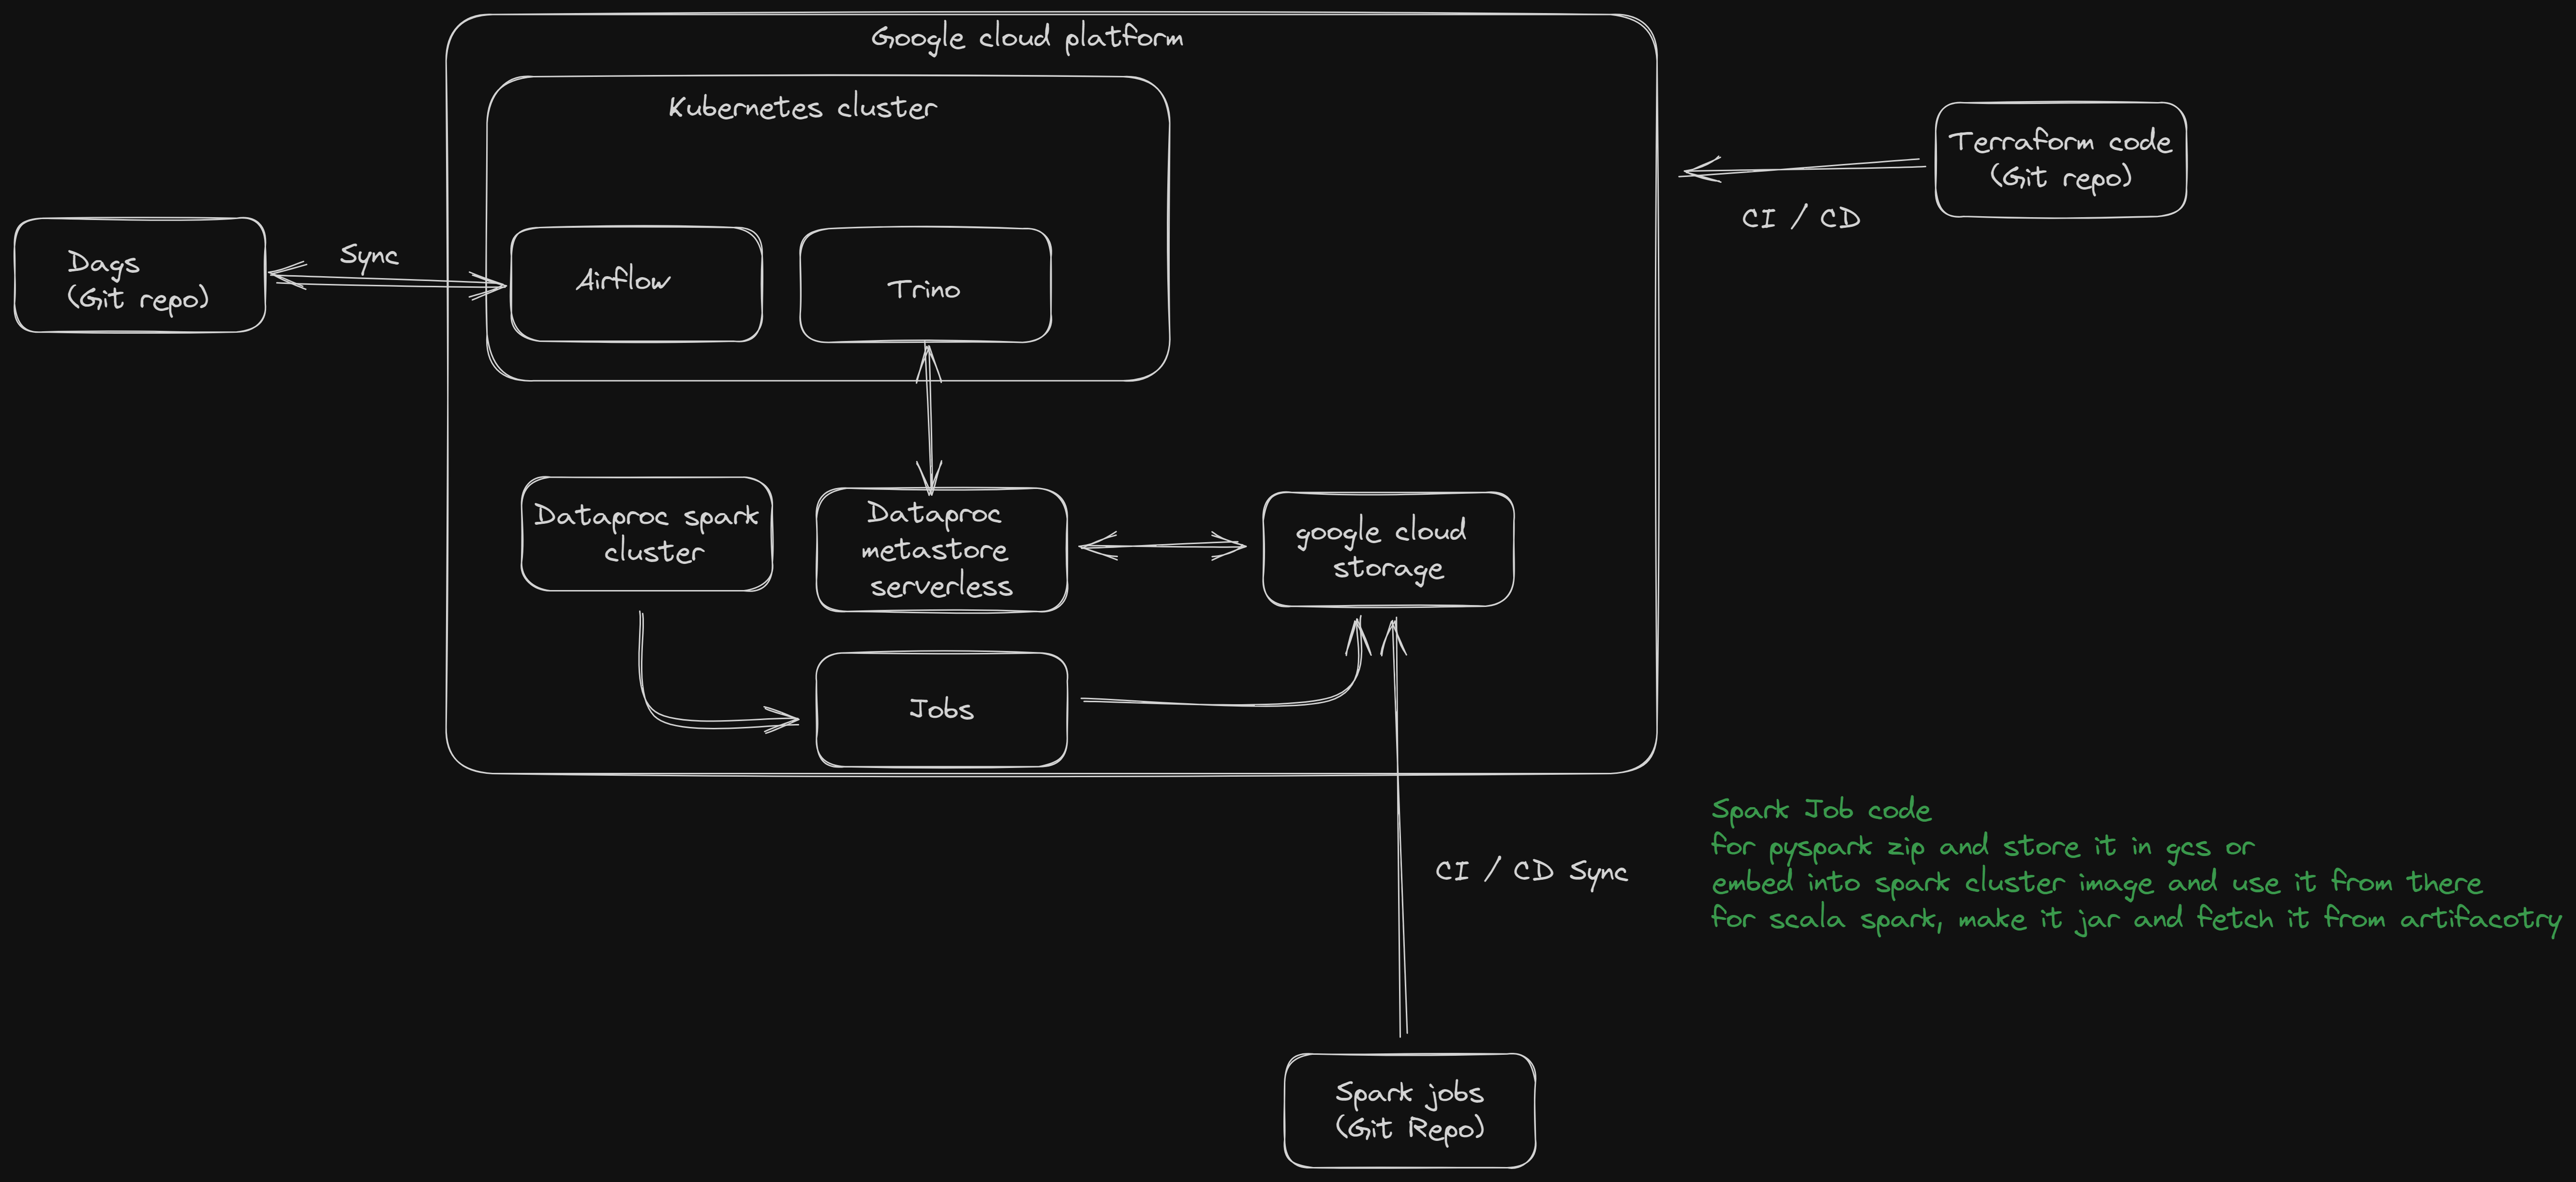 Google cloud platform
Kubernetes cluster
Terraform code
(Git repo)
CI / CD
Dags
(Git repo)
Sync
Airflow
Trino
Dataproc spark
cluster
Dataproc
metastore
serverless
google cloud
storage
Jobs
CI / CD Sync
Spark Job code
for pyspark zip and store it in gcs or
embed into spark cluster image and use it from there
for scala spark, make it jar and fetch it from artifacotry
Spark jobs
(Git Repo)